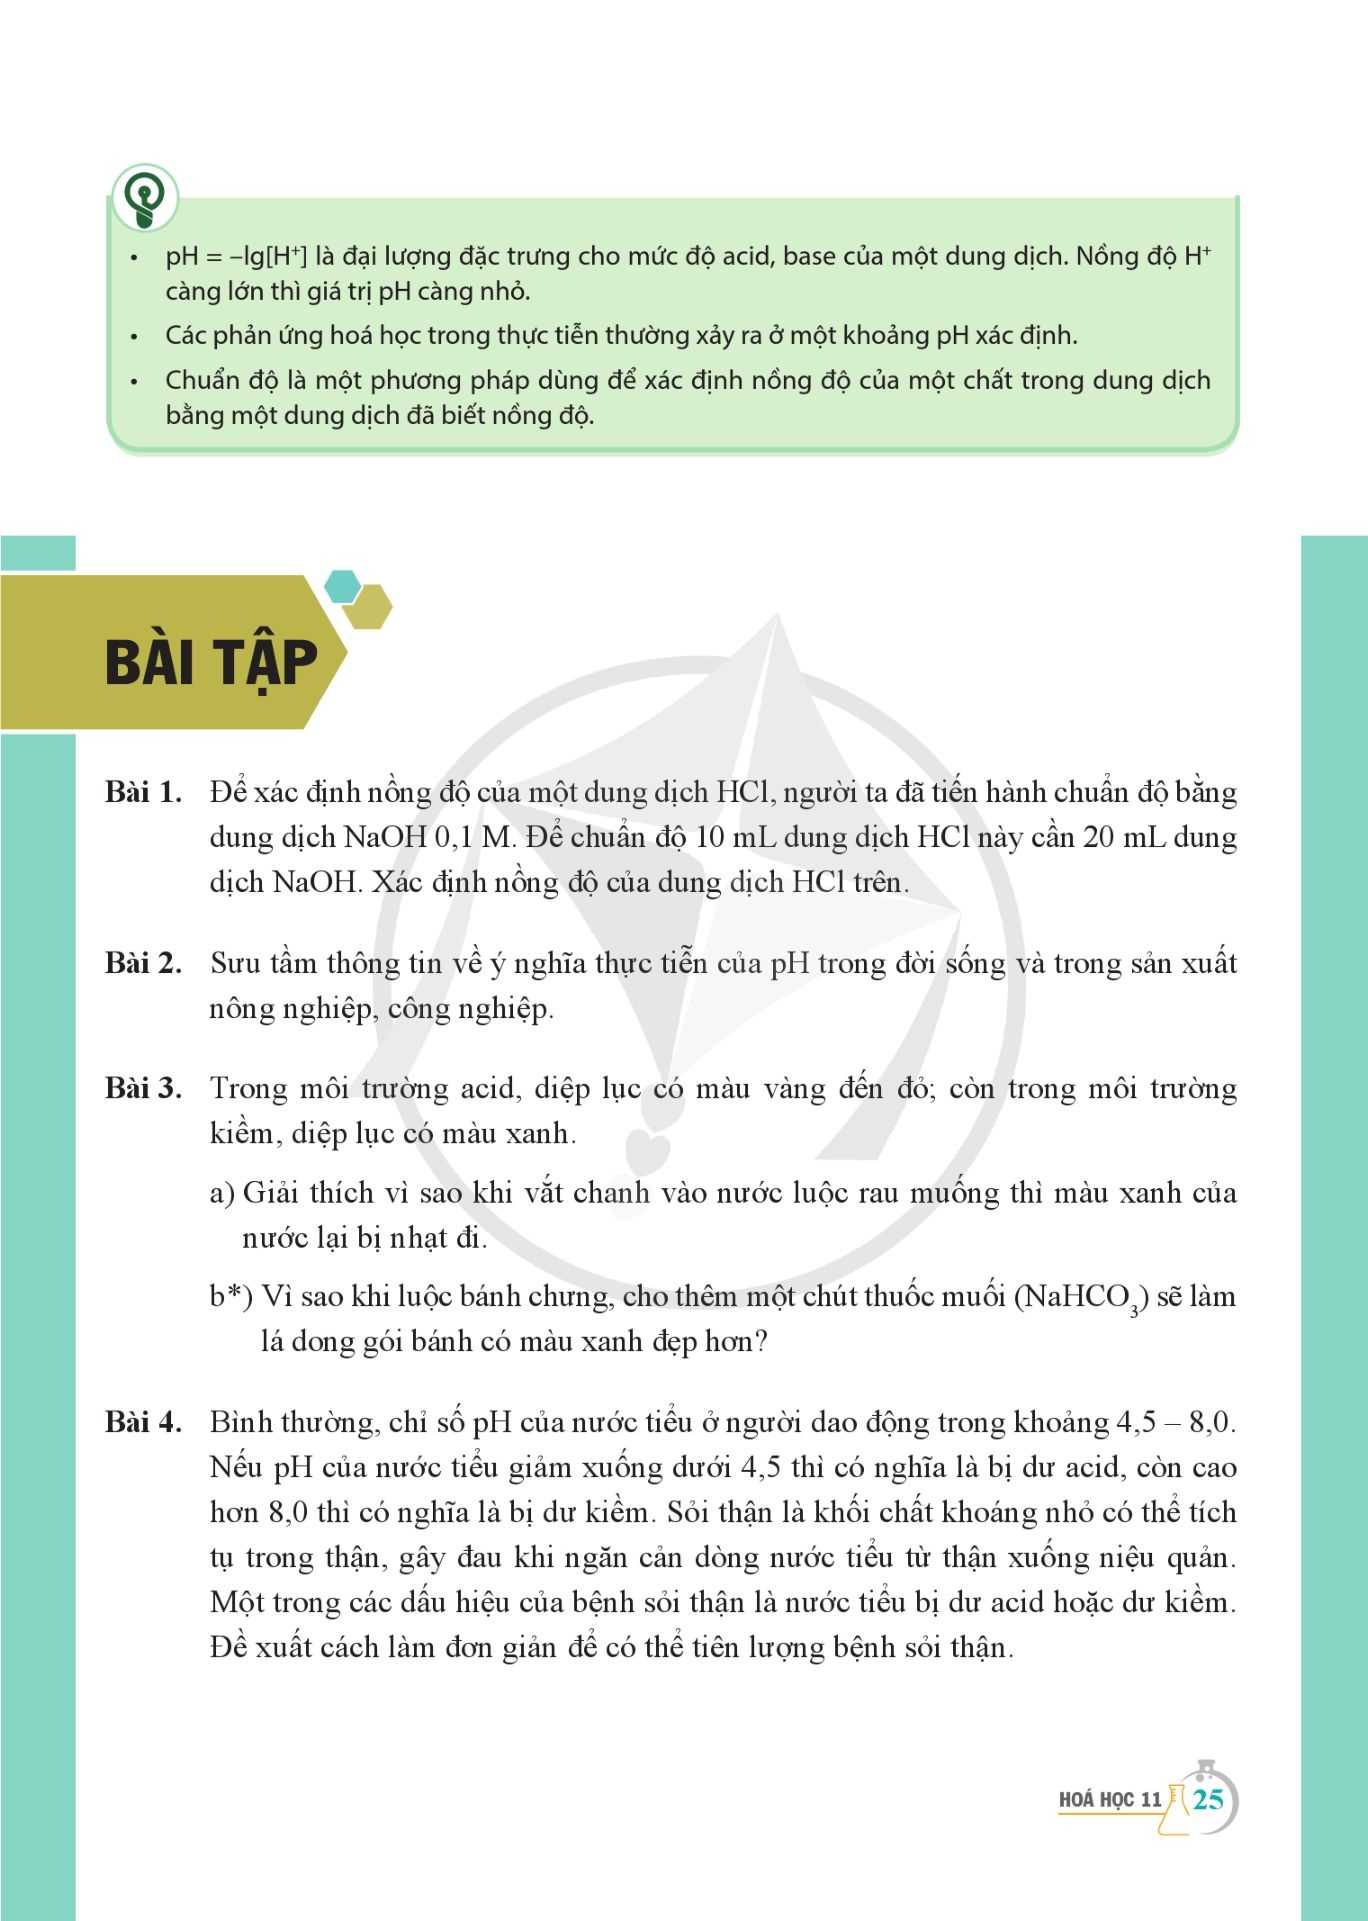 • pH = –lg[H⁺] là đại lượng đặc trưng cho mức độ acid, base của một dung dịch. Nồng độ H⁺
càng lớn thì giá trị pH càng nhỏ.
• Các phản ứng hoá học trong thực tiễn thường xảy ra ở một khoảng pH xác định.
• Chuẩn độ là một phương pháp dùng để xác định nồng độ của một chất trong dung dịch
bằng một dung dịch đã biết nồng độ.
BÀI TẬP
Bài 1. Để xác định nồng độ của một dung dịch HCl, người ta đã tiến hành chuẩn độ bằng
dung dịch NaOH 0,1 M. Để chuẩn độ 10 mL dung dịch HCl này cần 20 mL dung
dịch NaOH. Xác định nồng độ của dung dịch HCl trên.
Bài 2. Sưu tầm thông tin về ý nghĩa thực tiễn của pH trong đời sống và trong sản xuất
nông nghiệp, công nghiệp.
Bài 3. Trong môi trường acid, diệp lục có màu vàng đến đỏ; còn trong môi trường
kiềm, diệp lục có màu xanh.
a) Giải thích vì sao khi vắt chanh vào nước luộc rau muống thì màu xanh của
nước lại bị nhạt đi.
b*) Vì sao khi luộc bánh chưng, cho thêm một chút thuốc muối (NaHCO₃) sẽ làm
lá dong gói bánh có màu xanh đẹp hơn?
Bài 4. Bình thường, chỉ số pH của nước tiểu ở người dao động trong khoảng 4,5 – 8,0.
Nếu pH của nước tiểu giảm xuống dưới 4,5 thì có nghĩa là bị dư acid, còn cao
hơn 8,0 thì có nghĩa là bị dư kiềm. Sỏi thận là khối chất khoáng nhỏ có thể tích
tụ trong thận, gây đau khi ngăn cản dòng nước tiểu từ thận xuống niệu quản.
Một trong các dấu hiệu của bệnh sỏi thận là nước tiểu bị dư acid hoặc dư kiềm.
Đề xuất cách làm đơn giản để có thể tiên lượng bệnh sỏi thận.
HOÁ HỌC 11 25